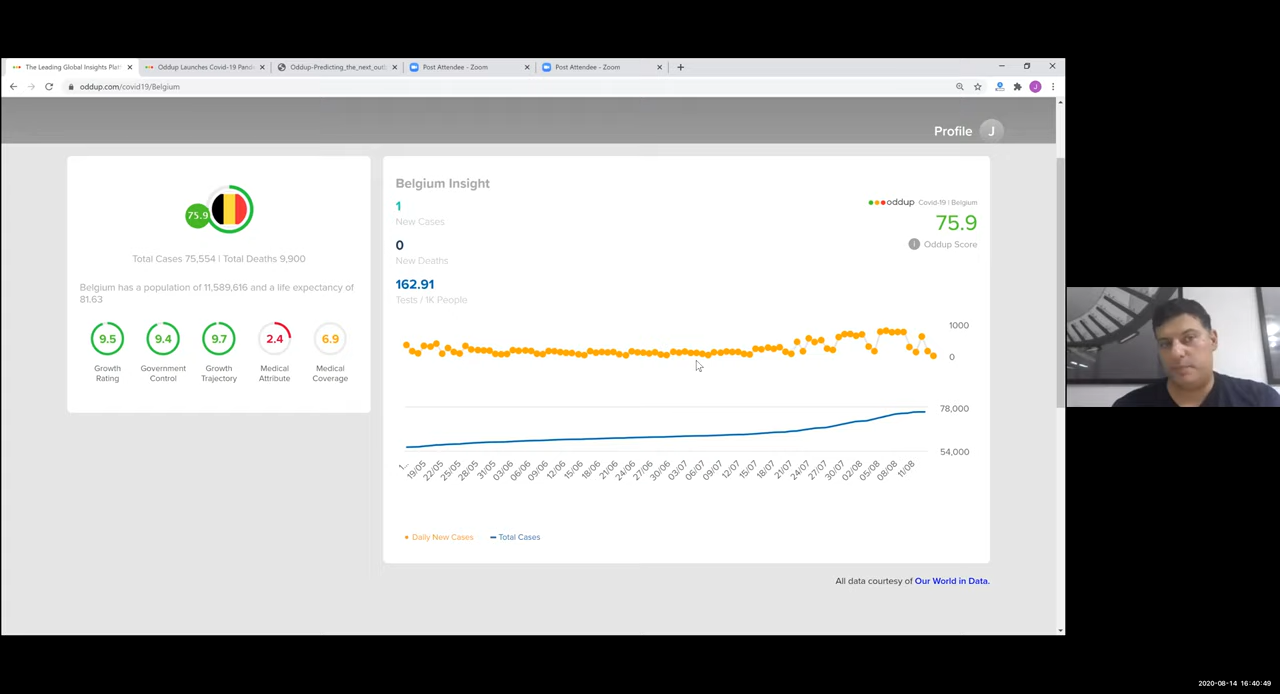 The Leading Global Insights Plat
Oddup Launches Covid-19 Pand
Oddup-Predicting_the_next_out
Post Attendee - Zoom
Post Attendee - Zoom
oddup.com/covid19/Belgium
J
Profile J
75.9
Total Cases 75,554 | Total Deaths 9,900
Belgium has a population of 11,589,616 and a life expectancy of
81.63
9.5 9.4 9.7 2.4 6.9
Growth Rating
Government Control
Growth Trajectory
Medical Attribute
Medical Coverage
Belgium Insight
1
New Cases
0
New Deaths
162.91
Tests / 1K People
oddup Covid-19 | Belgium
75.9
i Oddup Score
1000
0
78,000
54,000
1... 19/05 22/05 25/05 28/05 31/05 03/06 06/06 09/06 12/06 15/06 18/06 21/06 24/06 27/06 30/06 03/07 06/07 09/07 12/07 15/07 18/07 21/07 24/07 27/07 30/07 02/08 05/08 08/08 11/08
Daily New Cases Total Cases
All data courtesy of Our World in Data.
2020-08-14 16:40:49